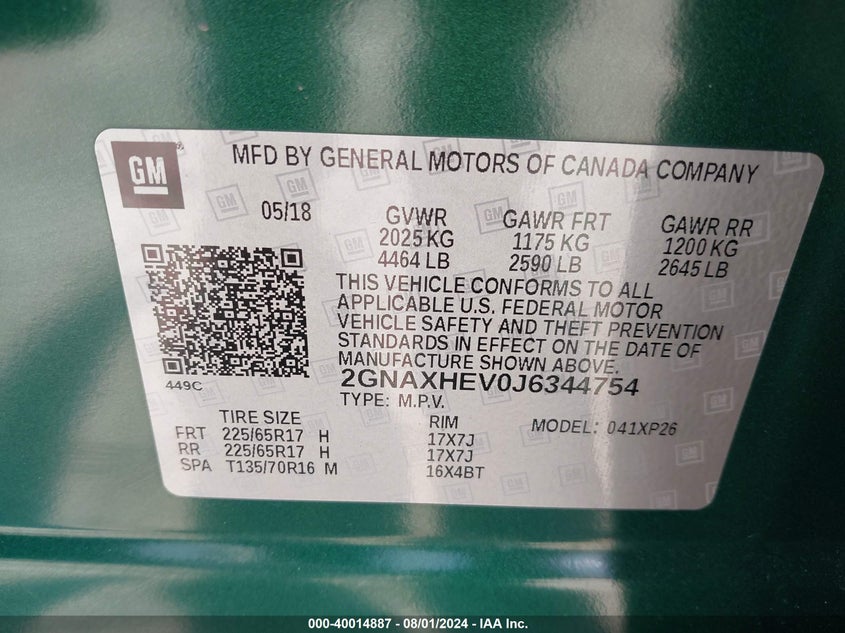 GM ®
MFD BY GENERAL MOTORS OF CANADA COMPANY
05/18 GVWR GAWR FRT GAWR RR
2025 KG 1175 KG 1200 KG
4464 LB 2590 LB 2645 LB
THIS VEHICLE CONFORMS TO ALL
APPLICABLE U.S. FEDERAL MOTOR
VEHICLE SAFETY AND THEFT PREVENTION
STANDARDS IN EFFECT ON THE DATE OF
MANUFACTURE SHOWN ABOVE.
449C
2GNAXHEV0J6344754
TYPE: M.P.V.
TIRE SIZE RIM MODEL: 041XP26
FRT 225/65R17 H 17X7J
RR 225/65R17 H 17X7J
SPA T135/70R16 M 16X4BT
000-40014887 - 08/01/2024 - IAA Inc.